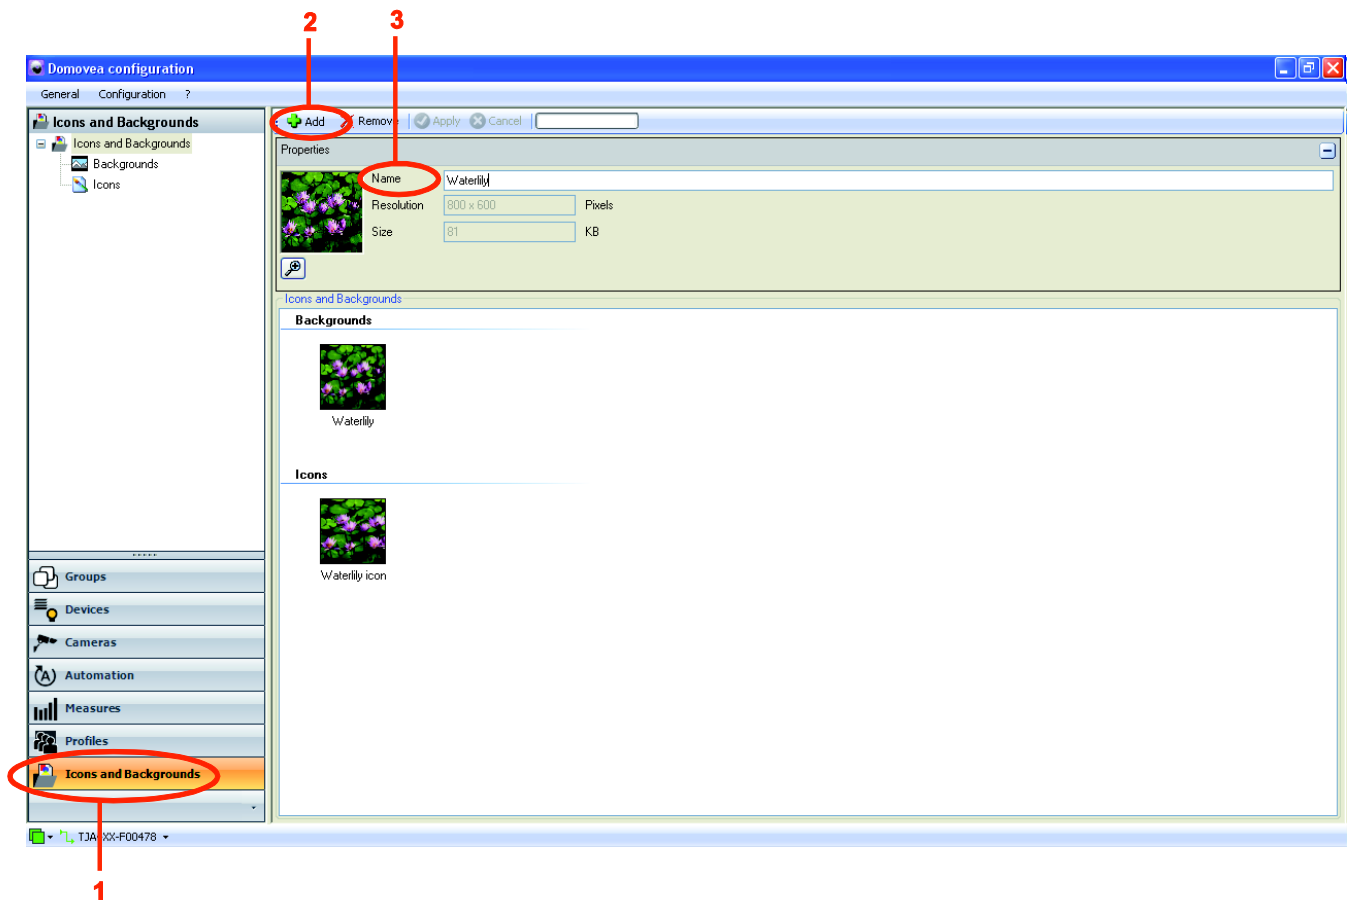 2 3
Domovea configuration
General Configuration ?
Icons and Backgrounds
Icons and Backgrounds
Backgrounds
Icons
Add Remove Apply Cancel
Properties
Name Waterlily
Resolution 800 x 600 Pixels
Size 81 KB
Icons and Backgrounds
Backgrounds
Waterlily
Icons
Waterlily icon
Groups
Devices
Cameras
Automation
Measures
Profiles
Icons and Backgrounds
1